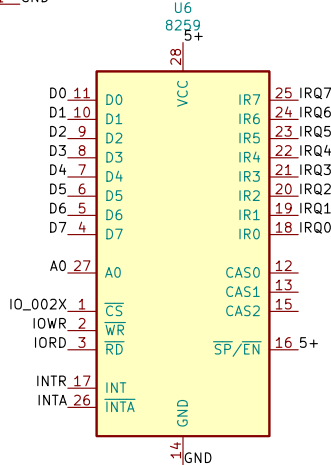 GND
U6
8259
5+
28
VCC
D0 11 D0 IR7 25 IRQ7
D1 10 D1 IR6 24 IRQ6
D2 9 D2 IR5 23 IRQ5
D3 8 D3 IR4 22 IRQ4
D4 7 D4 IR3 21 IRQ3
D5 6 D5 IR2 20 IRQ2
D6 5 D6 IR1 19 IRQ1
D7 4 D7 IR0 18 IRQ0
A0 27 A0 CAS0 12
CAS1 13
IO_002X 1 CS CAS2 15
IOWR 2 WR
IORD 3 RD SP/EN 16 5+
INTR 17 INT
INTA 26 INTA
GND
14
GND